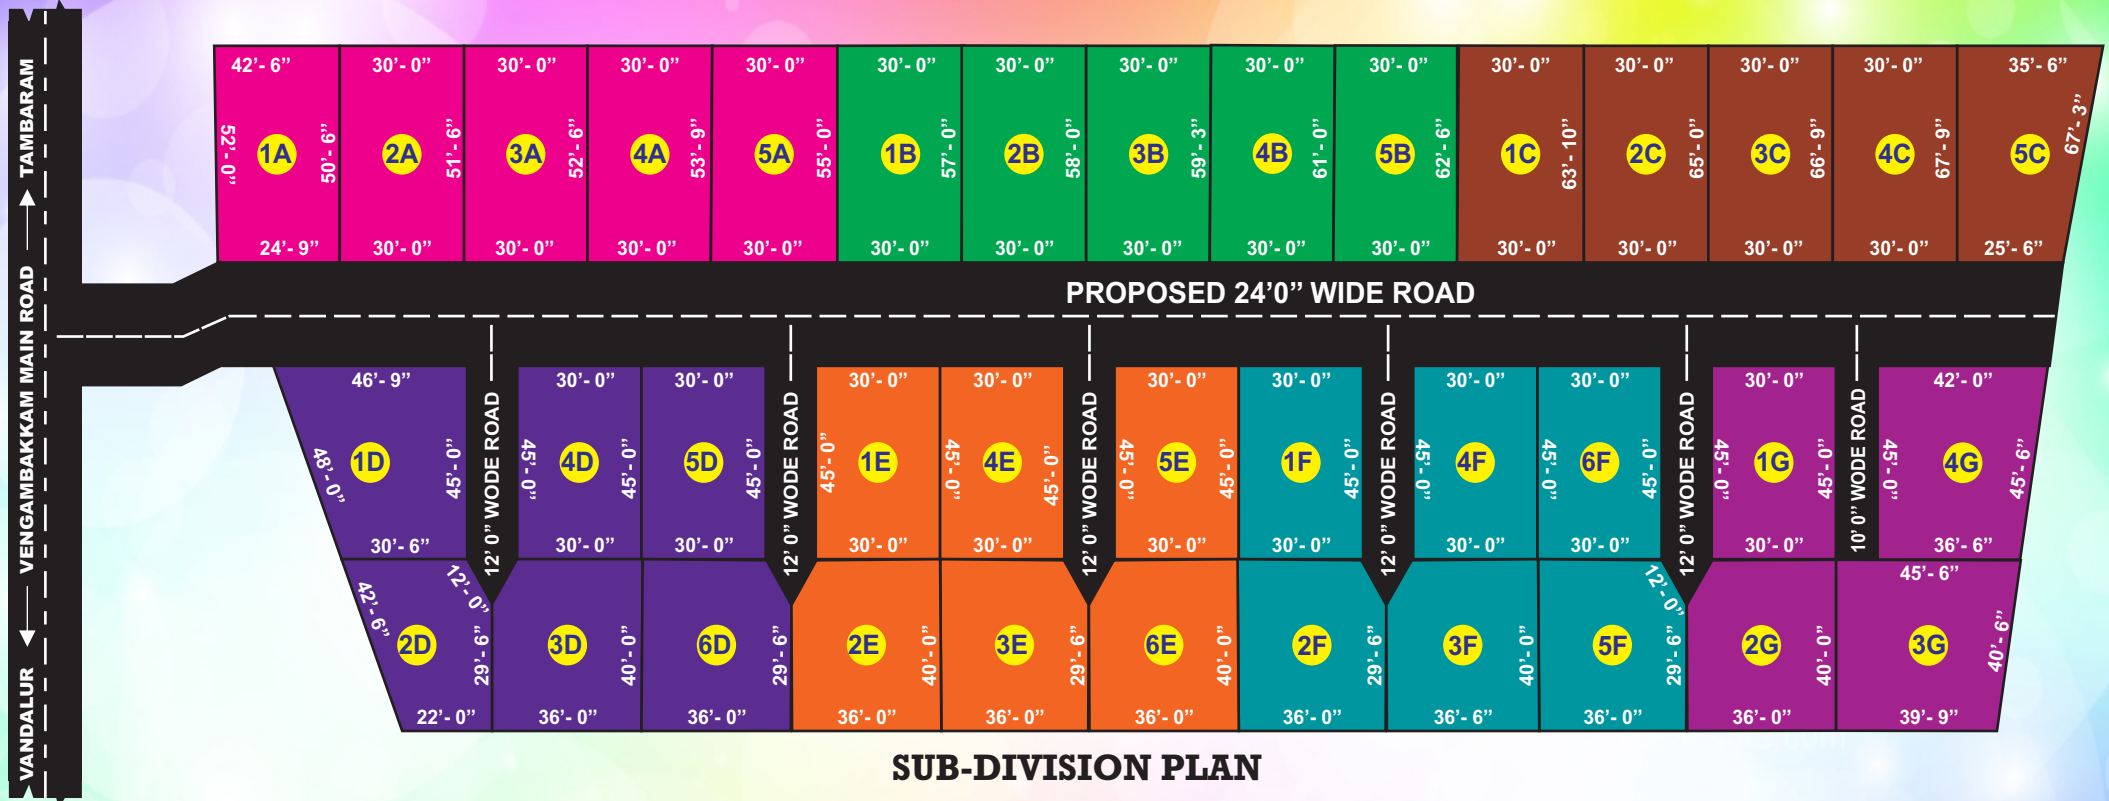 VANDALUR ← VENGAMBAKKAM MAIN ROAD → TAMBARAM
42’- 6” 30’- 0” 30’- 0” 30’- 0” 30’- 0” 30’- 0” 30’- 0” 30’- 0” 30’- 0” 30’- 0” 30’- 0” 30’- 0” 30’- 0” 30’- 0” 35’- 6”
52’- 0” 1A 50’- 6” 2A 51’- 6” 3A 52’- 6” 4A 53’- 9” 5A 55’- 0” 1B 57’- 0” 2B 58’- 0” 3B 59’- 3” 4B 61’- 0” 5B 62’- 6” 1C 63’- 10” 2C 65’- 0” 3C 66’- 9” 4C 67’- 9” 5C 67’- 3”
24’- 9” 30’- 0” 30’- 0” 30’- 0” 30’- 0” 30’- 0” 30’- 0” 30’- 0” 30’- 0” 30’- 0” 30’- 0” 30’- 0” 30’- 0” 30’- 0” 25’- 6”
PROPOSED 24’0” WIDE ROAD
46’- 9” 30’- 0” 30’- 0” 30’- 0” 30’- 0” 30’- 0” 30’- 0” 30’- 0” 30’- 0” 30’- 0” 42’- 0”
48’- 0” 1D 45’- 0” 12’ 0” WODE ROAD 45’- 0” 4D 45’- 0” 5D 45’- 0” 12’ 0” WODE ROAD 45’- 0” 1E 45’- 0” 4E 45’- 0” 12’ 0” WODE ROAD 45’- 0” 5E 45’- 0” 1F 45’- 0” 12’ 0” WODE ROAD 45’- 0” 4F 45’- 0” 6F 45’- 0” 12’ 0” WODE ROAD 45’- 0” 1G 45’- 0” 10’ 0” WODE ROAD 45’- 0” 4G 45’- 6”
30’- 6” 30’- 0” 30’- 0” 30’- 0” 30’- 0” 30’- 0” 30’- 0” 30’- 0” 30’- 0” 30’- 0” 36’- 6”
12’- 0” 12’- 0” 45’- 6”
42’- 6” 2D 29’- 6” 3D 40’- 0” 6D 29’- 6” 2E 40’- 0” 3E 29’- 6” 6E 40’- 0” 2F 29’- 6” 3F 40’- 0” 5F 29’- 6” 2G 40’- 0” 3G 40’- 6”
22’- 0” 36’- 0” 36’- 0” 36’- 0” 36’- 0” 36’- 0” 36’- 0” 36’- 6” 36’- 0” 36’- 0” 39’- 9”
SUB-DIVISION PLAN